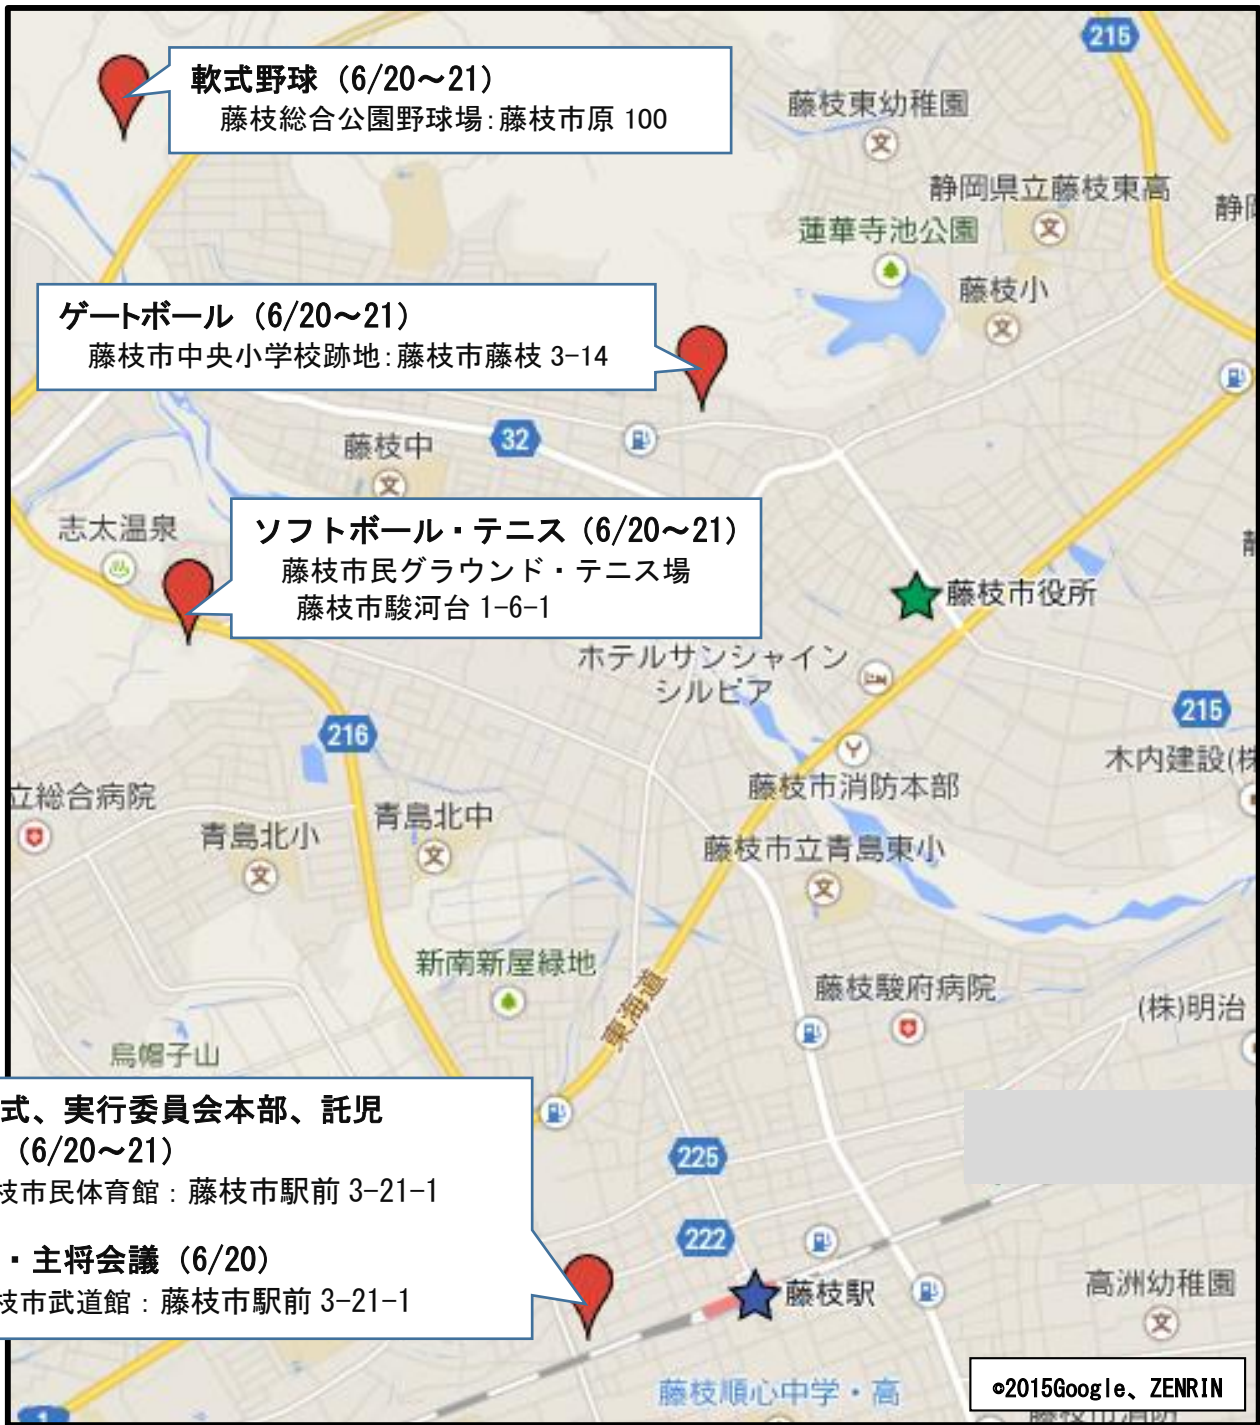 215
軟式野球（6/20～21）
藤枝総合公園野球場：藤枝市原 100
藤枝東幼稚園
静岡県立藤枝東高
静岡
蓮華寺池公園
藤枝小
ゲートボール（6/20～21）
藤枝市中央小学校跡地：藤枝市藤枝 3-14
藤枝中
32
志太温泉
ソフトボール・テニス（6/20～21）
藤枝市民グラウンド・テニス場
藤枝市駿河台 1-6-1
藤枝市役所
ホテルサンシャイン
シルピア
216
215
木内建設(株
藤枝市消防本部
立総合病院
青島北小
青島北中
藤枝市立青島東小
新南新屋緑地
東海道
藤枝駿府病院
(株)明治
烏帽子山
式、実行委員会本部、託児
（6/20～21）
枝市民体育館：藤枝市駅前 3-21-1
・主将会議（6/20）
枝市武道館：藤枝市駅前 3-21-1
225
222
藤枝駅
高洲幼稚園
藤枝順心中学・高
©2015Google、ZENRIN
1